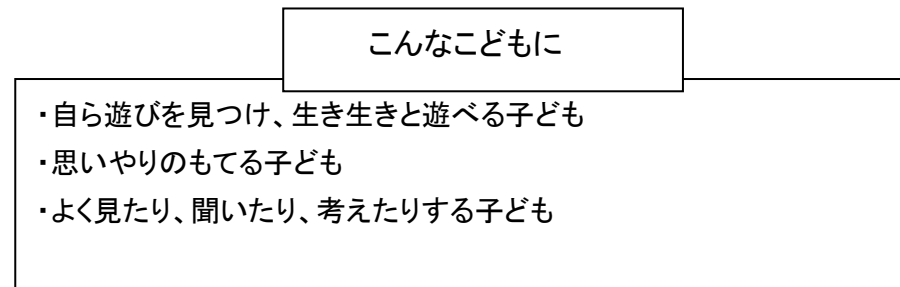 こんなこどもに
・自ら遊びを見つけ、生き生きと遊べる子ども
・思いやりのもてる子ども
・よく見たり、聞いたり、考えたりする子ども